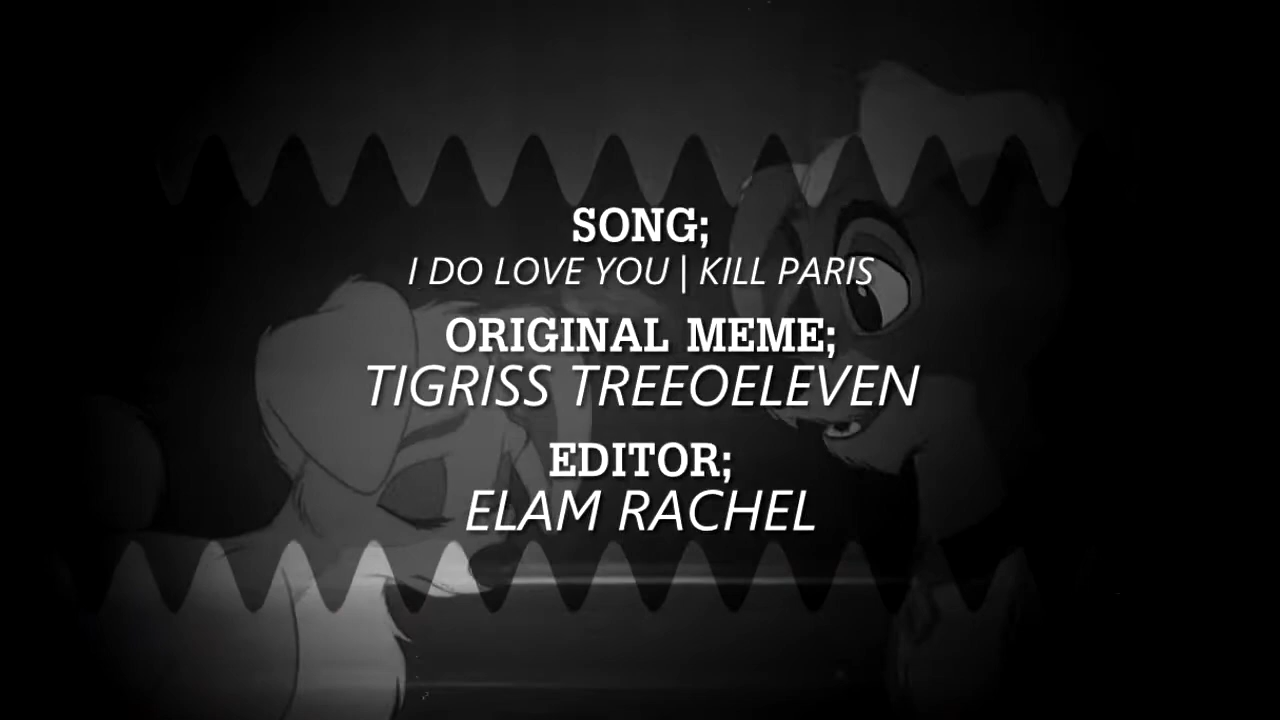 SONG;
I DO LOVE YOU | KILL PARIS
ORIGINAL MEME;
TIGRISS TREEOELEVEN
EDITOR;
ELAM RACHEL